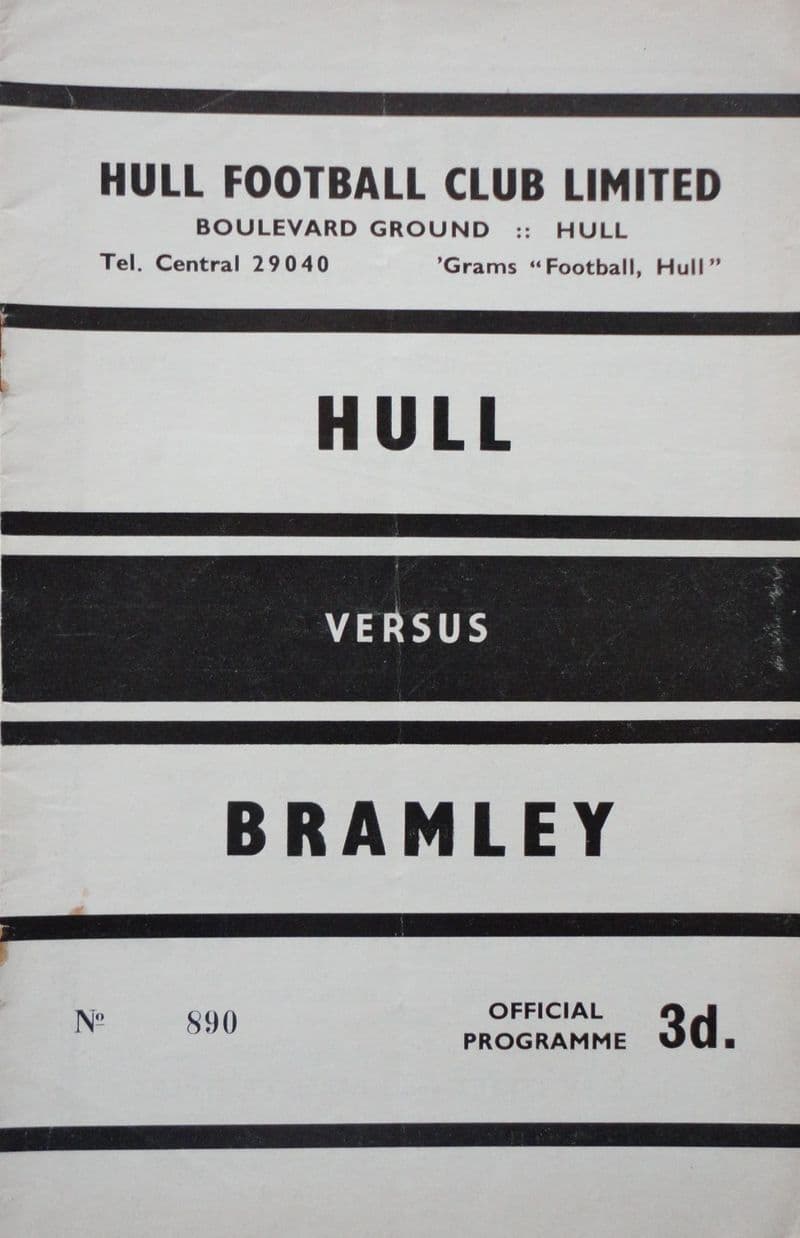 HULL FOOTBALL CLUB LIMITED
BOULEVARD GROUND :: HULL
Tel. Central 29040 'Grams “Football, Hull”
HULL
VERSUS
BRAMLEY
Nº 890 OFFICIAL PROGRAMME 3d.